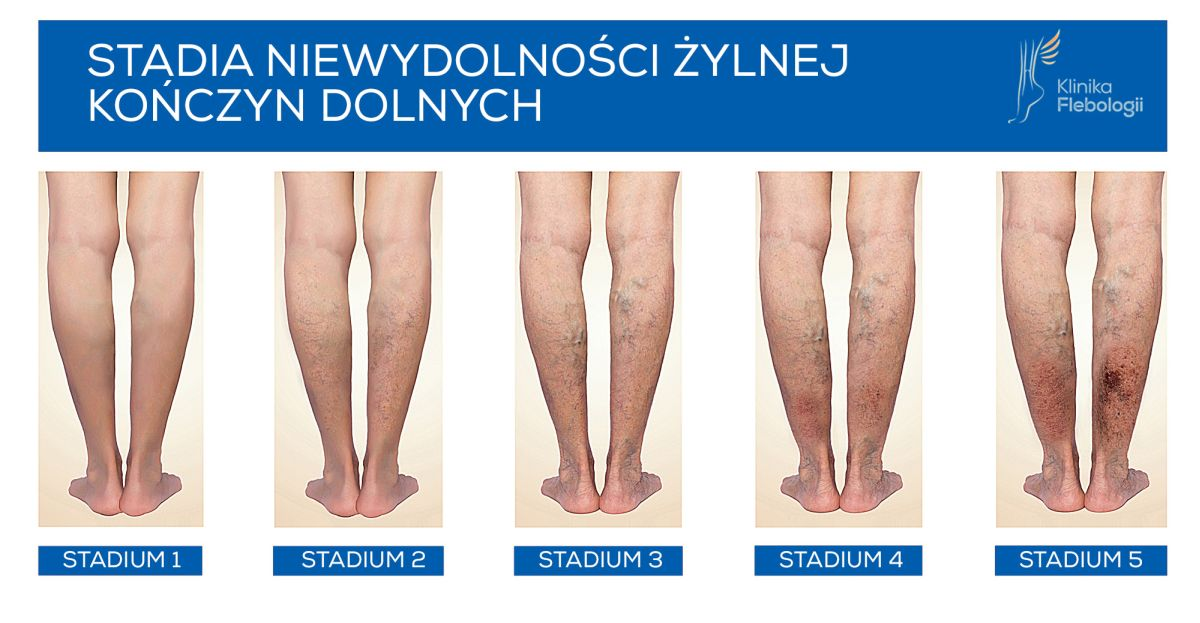 STADIA NIEWYDOLNOŚCI ŻYLNEJ
KOŃCZYN DOLNYCH
Klinika
Flebologii
STADIUM 1
STADIUM 2
STADIUM 3
STADIUM 4
STADIUM 5